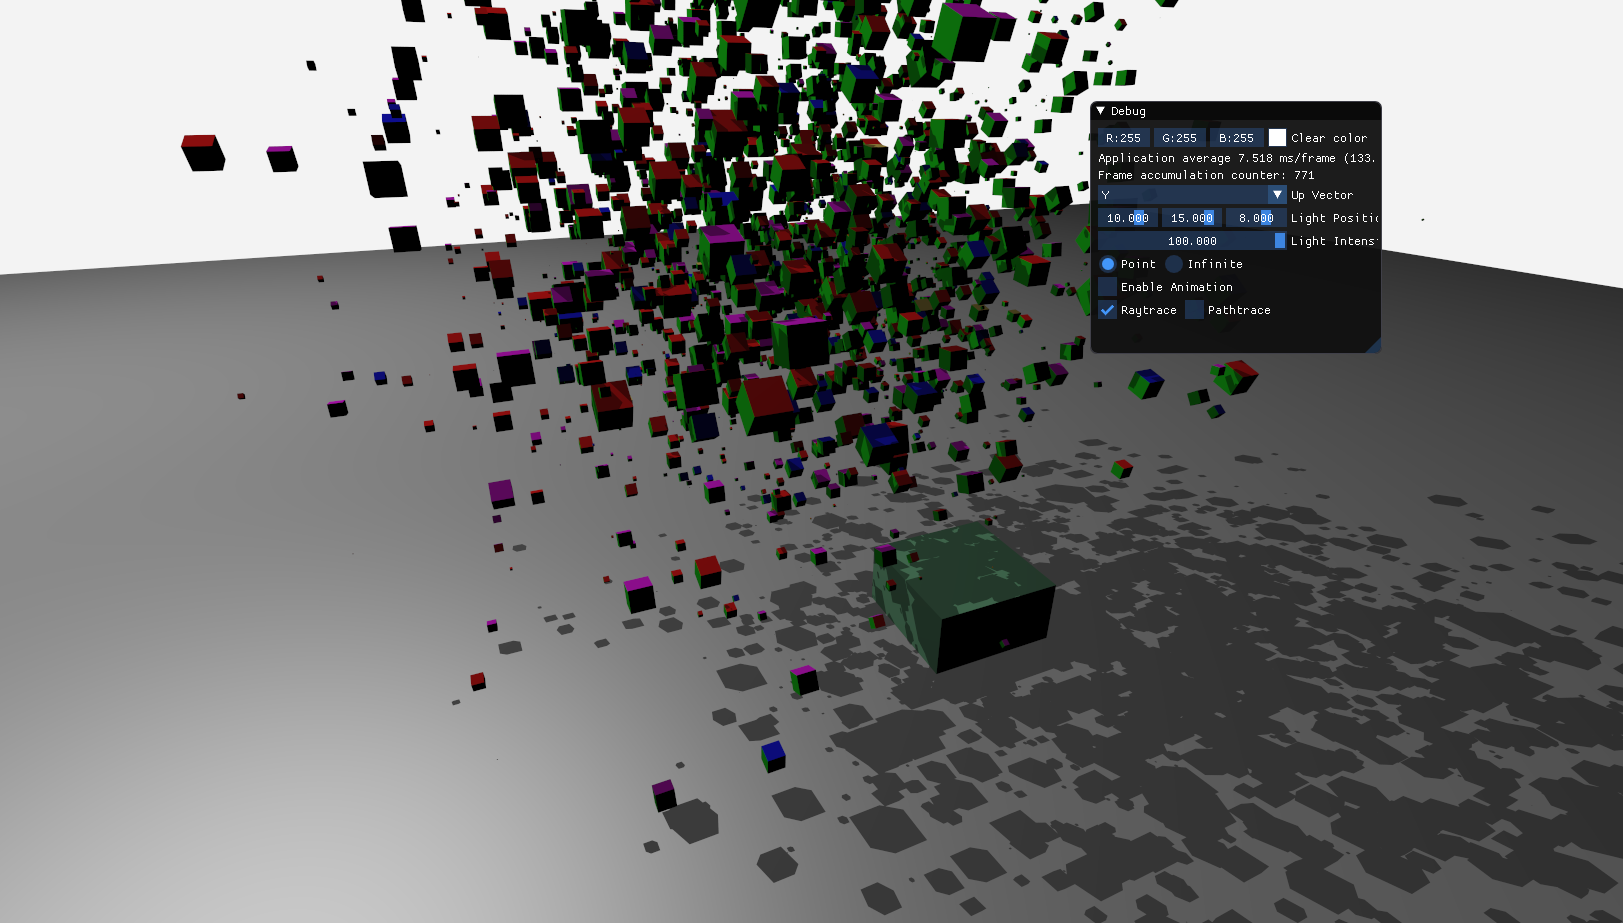 Debug
R:255 G:255 B:255 Clear color
Application average 7.518 ms/frame (133.
Frame accumulation counter: 771
Y Up Vector
10.000 15.000 8.000 Light Positi
100.000 Light Intens
Point Infinite
Enable Animation
Raytrace Pathtrace